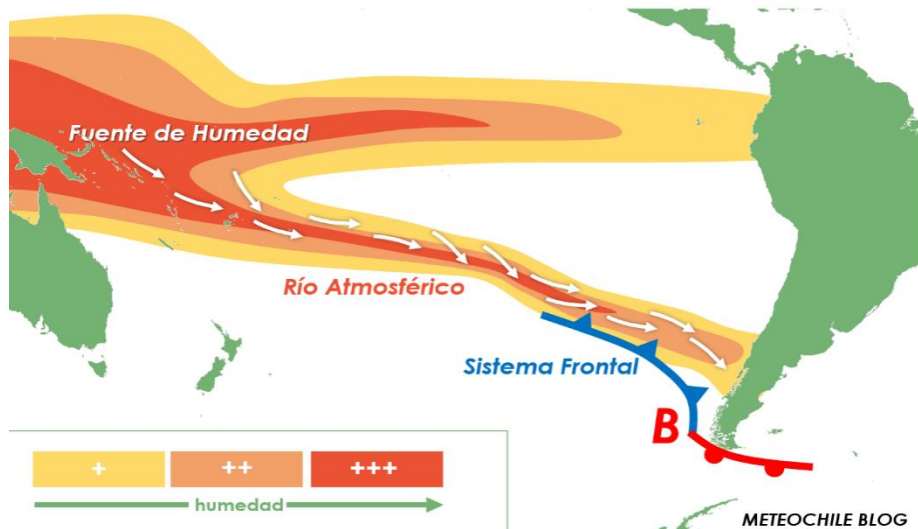 Fuente de Humedad
Río Atmosférico
Sistema Frontal
B
+ ++ +++
humedad
METEOCHILE BLOG